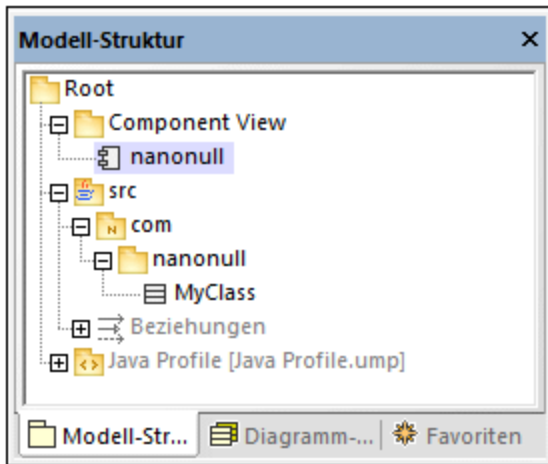 Modell-Struktur
Root
Component View
nanonull
src
com
nanonull
MyClass
Beziehungen
Java Profile [Java Profile.ump]
Modell-Str... Diagramm-... Favoriten